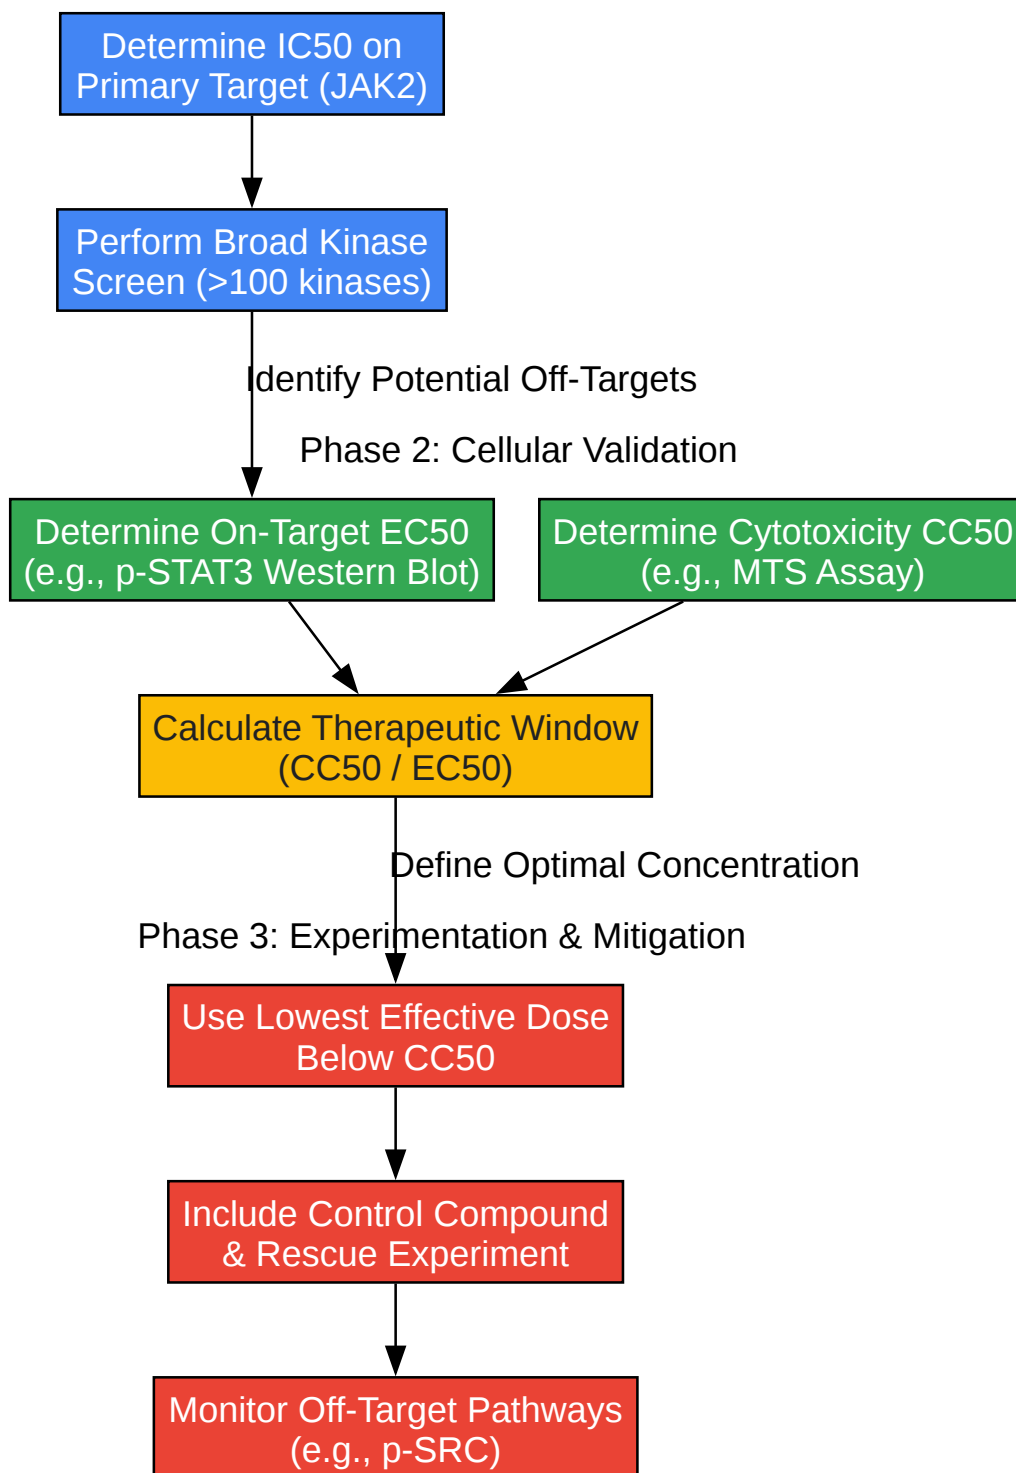 Determine IC50 on
Primary Target (JAK2)
Perform Broad Kinase
Screen (>100 kinases)
Identify Potential Off-Targets
Phase 2: Cellular Validation
Determine On-Target EC50
(e.g., p-STAT3 Western Blot)
Determine Cytotoxicity CC50
(e.g., MTS Assay)
Calculate Therapeutic Window
(CC50 / EC50)
Define Optimal Concentration
Phase 3: Experimentation & Mitigation
Use Lowest Effective Dose
Below CC50
Include Control Compound
& Rescue Experiment
Monitor Off-Target Pathways
(e.g., p-SRC)